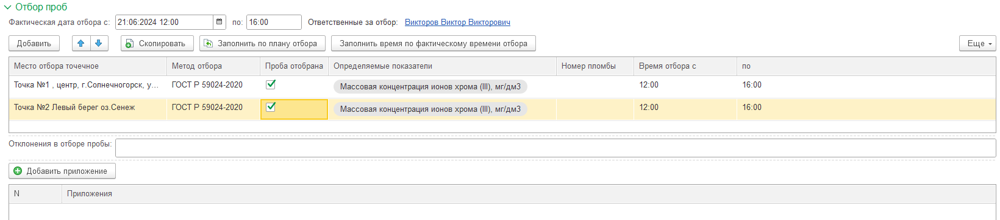 Отбор проб
Фактическая дата отбора с: 21:06:2024 12:00 по: 16:00 Ответственные за отбор: Викторов Виктор Викторович
Добавить Скопировать Заполнить по плану отбора Заполнить время по фактическому времени отбора Еще
Место отбора точечное Метод отбора Проба отобрана Определяемые показатели Номер пломбы Время отбора с по
Точка №1 , центр, г.Солнечногорск, у... ГОСТ Р 59024-2020 Массовая концентрация ионов хрома (III), мг/дм3 12:00 16:00
Точка №2 Левый берег оз.Сенеж ГОСТ Р 59024-2020 Массовая концентрация ионов хрома (III), мг/дм3 12:00 16:00
Отклонения в отборе пробы:
Добавить приложение
N Приложения